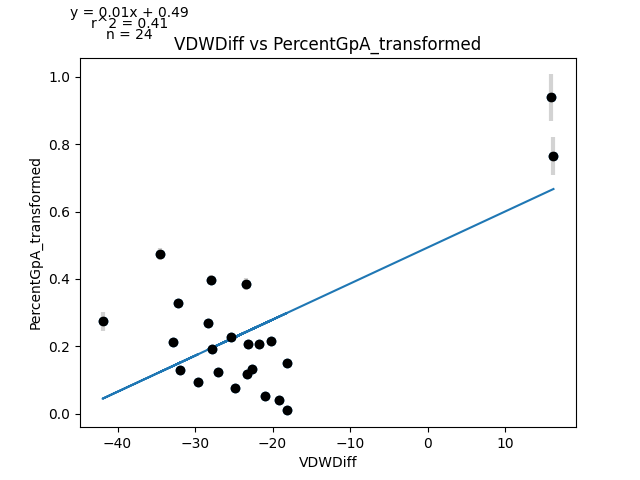 y = 0.01x + 0.49
r^2 = 0.41
n = 24
VDWDiff vs PercentGpA_transformed
PercentGpA_transformed
1.0
0.8
0.6
0.4
0.2
0.0
−40 −30 −20 −10 0 10
VDWDiff